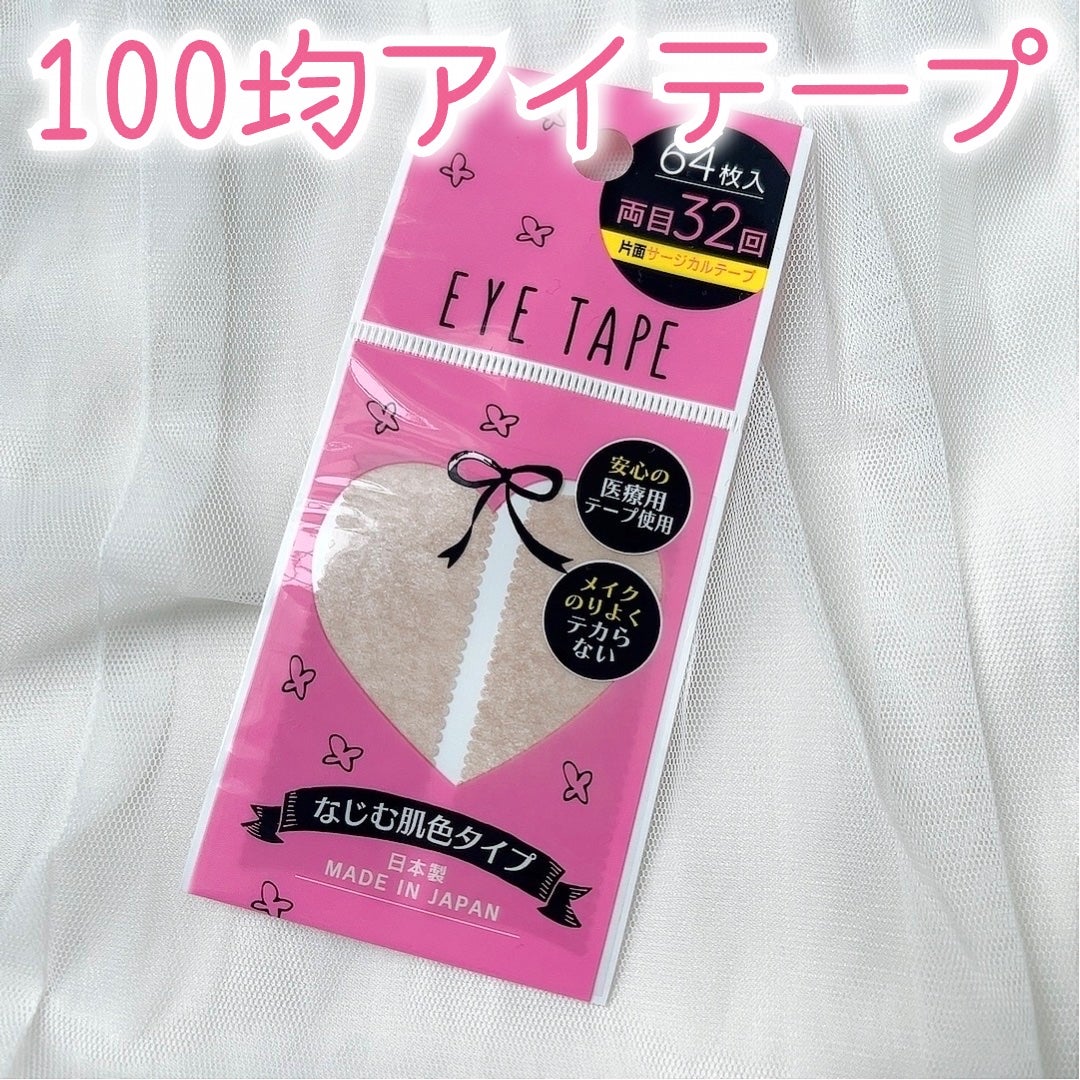 100均アイテープ
64枚入
両目32回
片面サージカルテープ
EYE TAPE
安心の
医療用
テープ使用
メイク
のりよく
テカら
ない
なじむ肌色タイプ
日本製
MADE IN JAPAN